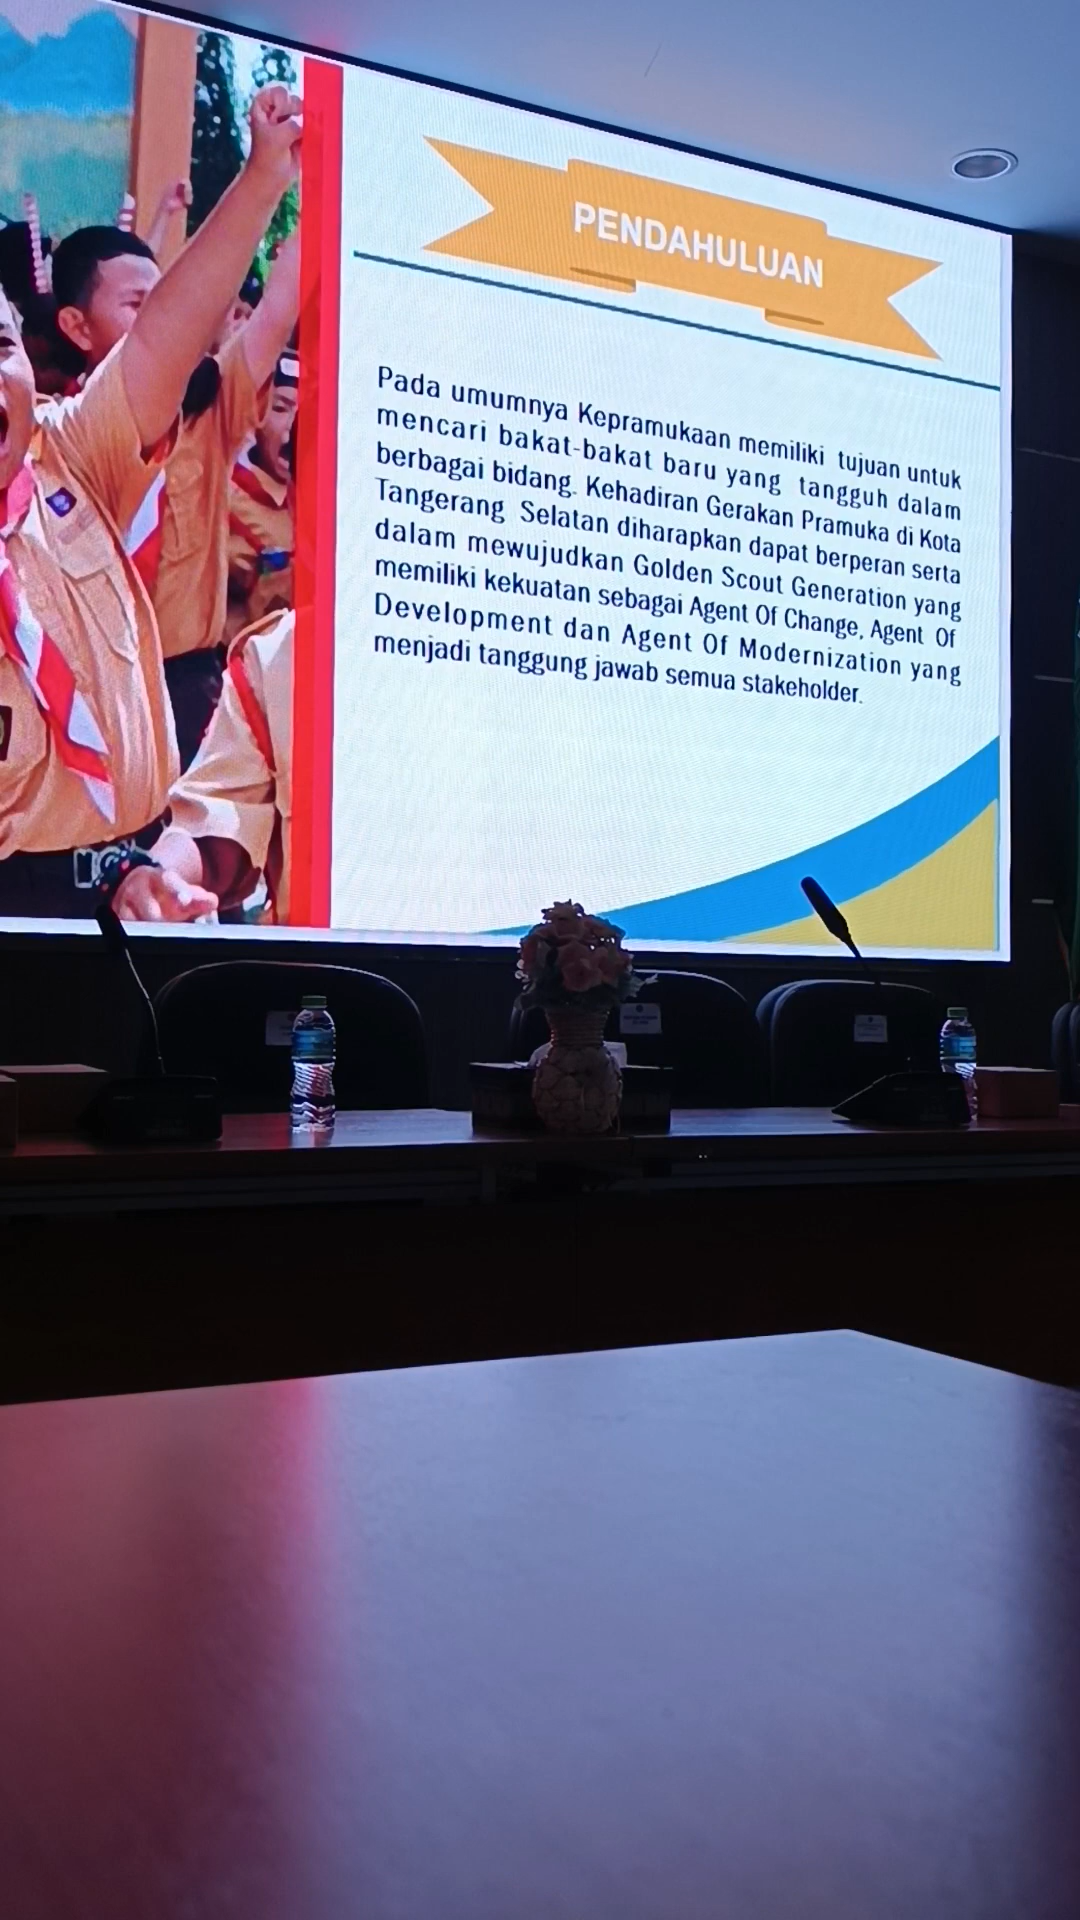 PENDAHULUAN
Pada umumnya Kepramukaan memiliki tujuan untuk
mencari bakat-bakat baru yang tangguh dalam
berbagai bidang. Kehadiran Gerakan Pramuka di Kota
Tangerang Selatan diharapkan dapat berperan serta
dalam mewujudkan Golden Scout Generation yang
memiliki kekuatan sebagai Agent Of Change, Agent Of
Development dan Agent Of Modernization yang
menjadi tanggung jawab semua stakeholder.